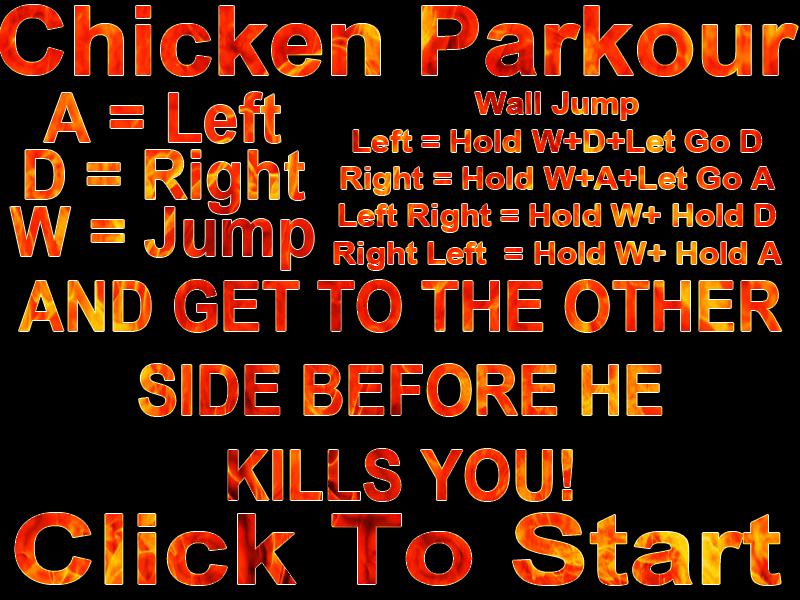 Chicken Parkour
A = Left
D = Right
W = Jump
Wall Jump
Left = Hold W+D+Let Go D
Right = Hold W+A+Let Go A
Left Right = Hold W+ Hold D
Right Left = Hold W+ Hold A
AND GET TO THE OTHER
SIDE BEFORE HE
KILLS YOU!
Click To Start